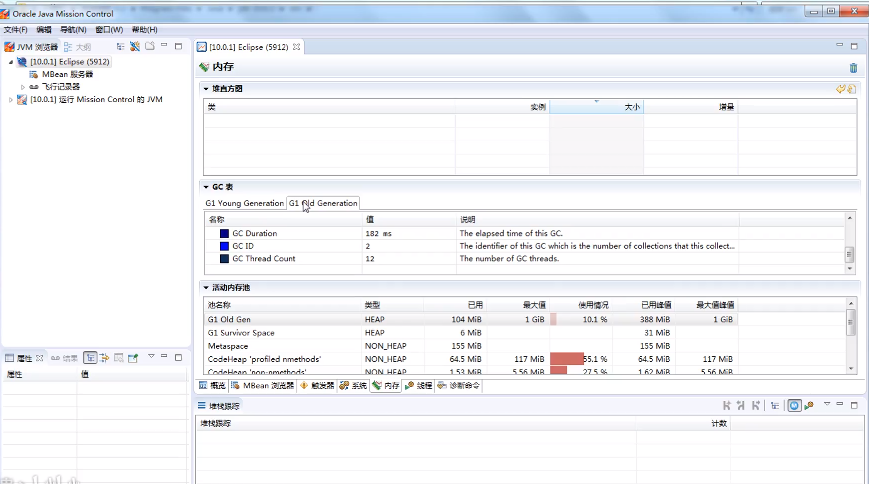 Oracle Java Mission Control
文件(F) 编辑 导航(N) 窗口(W) 帮助(H)
JVM 浏览器 大纲
[10.0.1] Eclipse (5912)
MBean 服务器
飞行记录器
[10.0.1] 运行 Mission Control 的 JVM
属性 结果
属性 值
[10.0.1] Eclipse (5912)
内存
堆直方图
类 实例 大小 增量
GC 表
G1 Young Generation G1 Old Generation
名称 值 说明
GC Duration 182 ms The elapsed time of this GC.
GC ID 2 The identifier of this GC which is the number of collections that this collect...
GC Thread Count 12 The number of GC threads.
活动内存池
池名称 类型 已用 最大值 使用情况 已用峰值 最大值峰值
G1 Old Gen HEAP 104 MiB 1 GiB 10.1 % 388 MiB 1 GiB
G1 Survivor Space HEAP 6 MiB 31 MiB
Metaspace NON_HEAP 155 MiB 155 MiB
CodeHeap 'profiled nmethods' NON_HEAP 64.5 MiB 117 MiB 55.1 % 64.5 MiB 117 MiB
CodeHeap 'non-nmethods' NON_HEAP 1.53 MiB 5.56 MiB 27.5 % 1.62 MiB 5.56 MiB
概览 MBean 浏览器 触发器 系统 内存 线程 诊断命令
堆栈跟踪
堆栈跟踪 计数